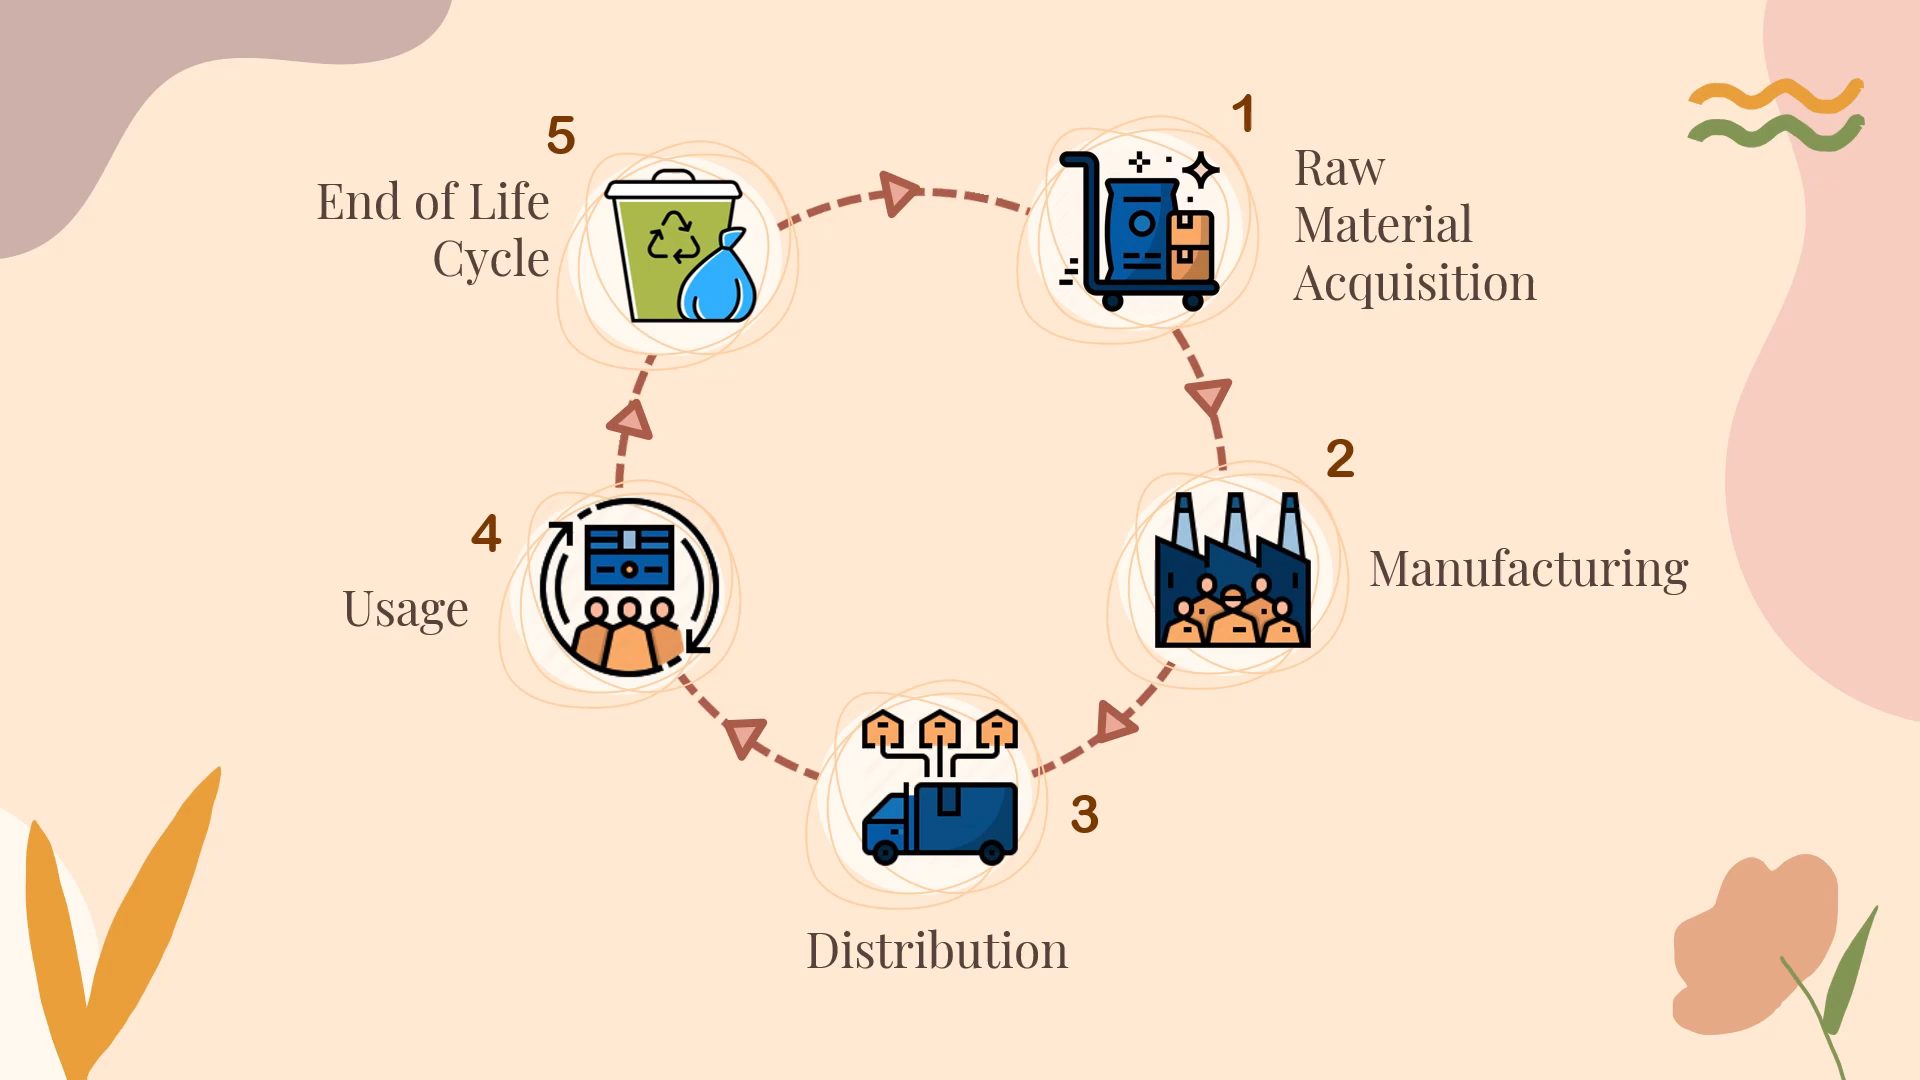 1
Raw
Material
Acquisition
2
Manufacturing
3
Distribution
4
Usage
5
End of Life
Cycle